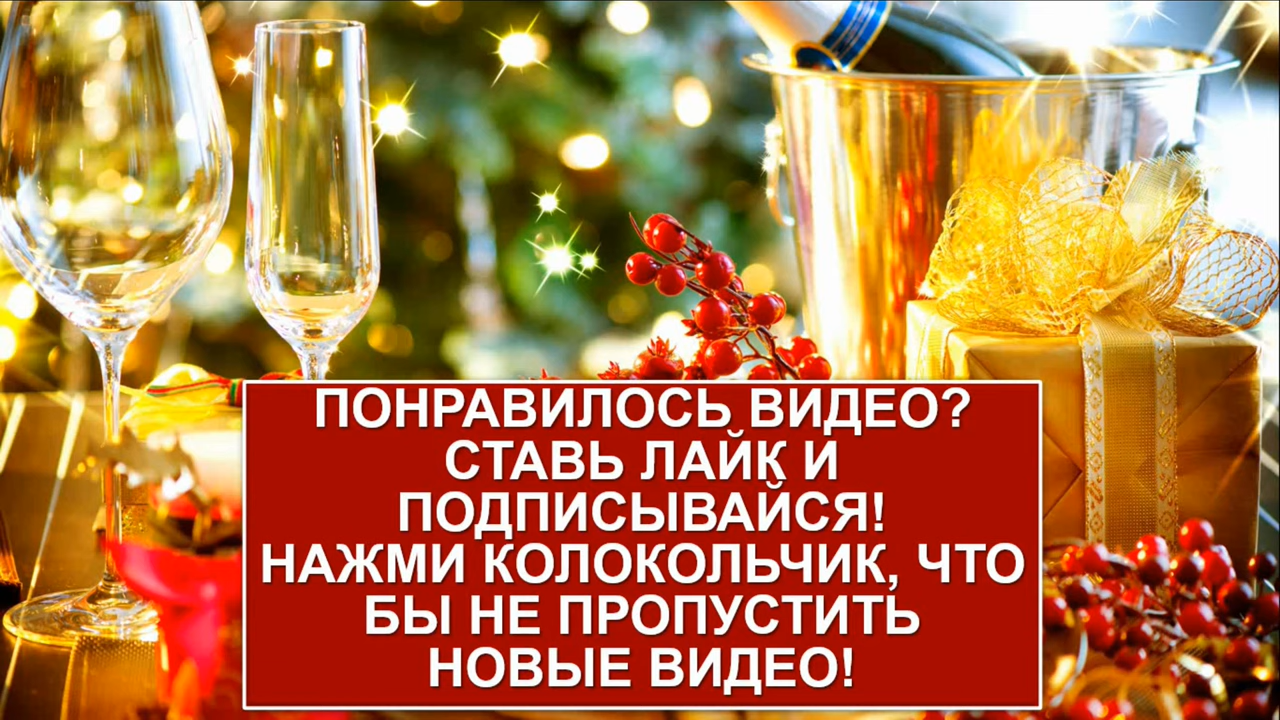 ПОНРАВИЛОСЬ ВИДЕО?
СТАВЬ ЛАЙК И
ПОДПИСЫВАЙСЯ!
НАЖМИ КОЛОКОЛЬЧИК, ЧТО
БЫ НЕ ПРОПУСТИТЬ
НОВЫЕ ВИДЕО!